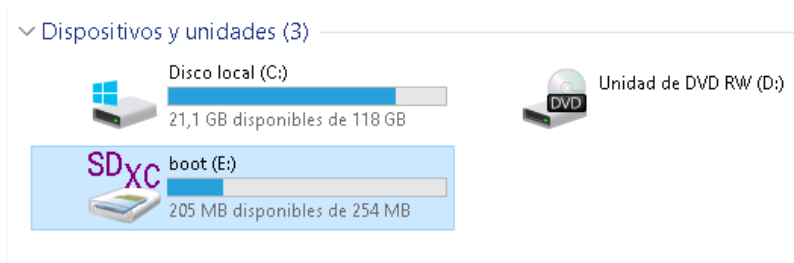 Dispositivos y unidades (3)
Disco local (C:)
21,1 GB disponibles de 118 GB
Unidad de DVD RW (D:)
DVD
SDXC
boot (E:)
205 MB disponibles de 254 MB